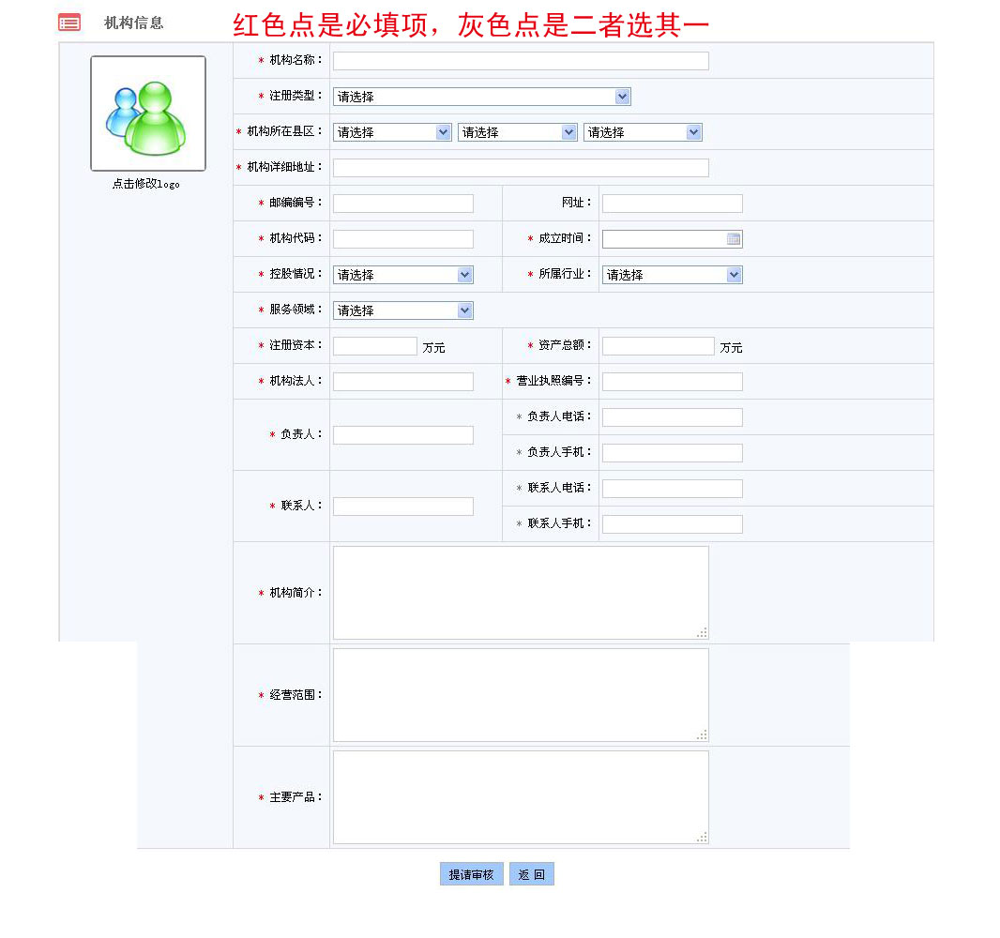 机构信息 红色点是必填项，灰色点是二者选其一
点击修改logo
* 机构名称：
* 注册类型： 请选择
* 机构所在县区： 请选择 请选择 请选择
* 机构详细地址：
* 邮编编号： 网址：
* 机构代码： * 成立时间：
* 控股情况： 请选择 * 所属行业： 请选择
* 服务领域： 请选择
* 注册资本： 万元 * 资产总额： 万元
* 机构法人： * 营业执照编号：
* 负责人： * 负责人电话：
* 负责人手机：
* 联系人： * 联系人电话：
* 联系人手机：
* 机构简介：
* 经营范围：
* 主要产品：
提请审核 返 回